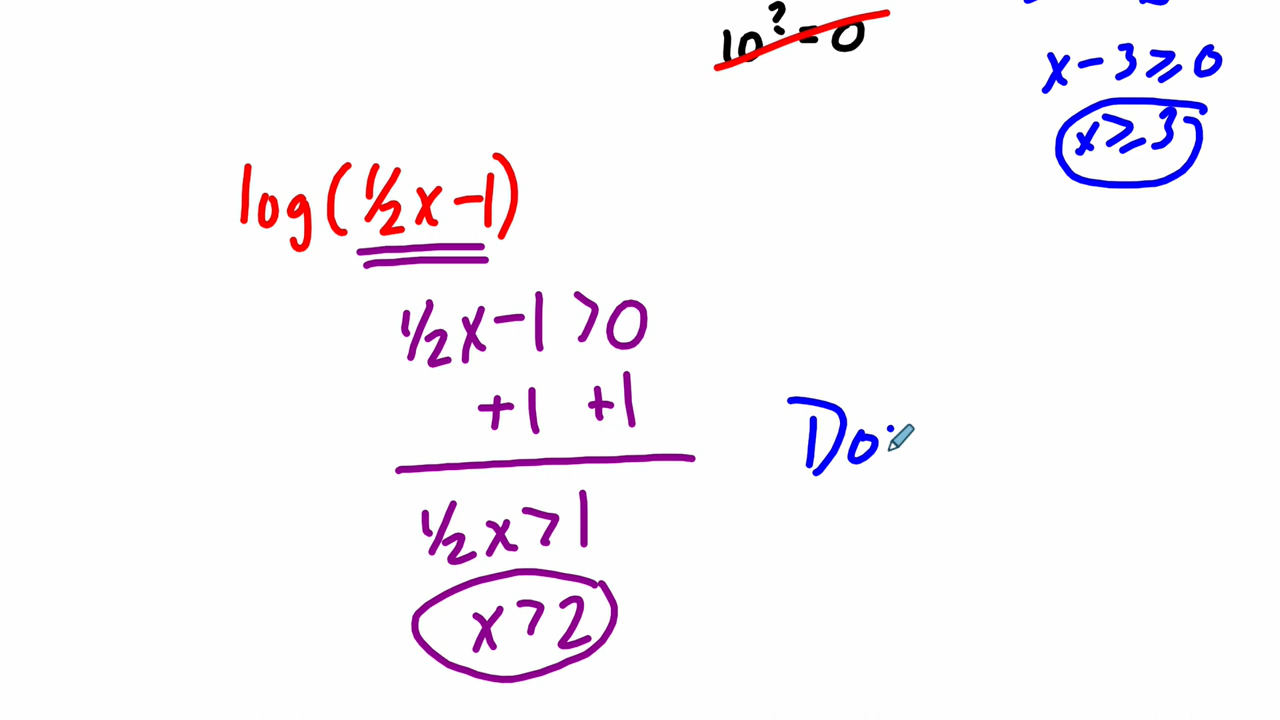 10^? = 0
x - 3 ≥ 0
x ≥ 3
log(1/2x - 1)
1/2x - 1 > 0
+1 +1
1/2x > 1
x > 2
Do